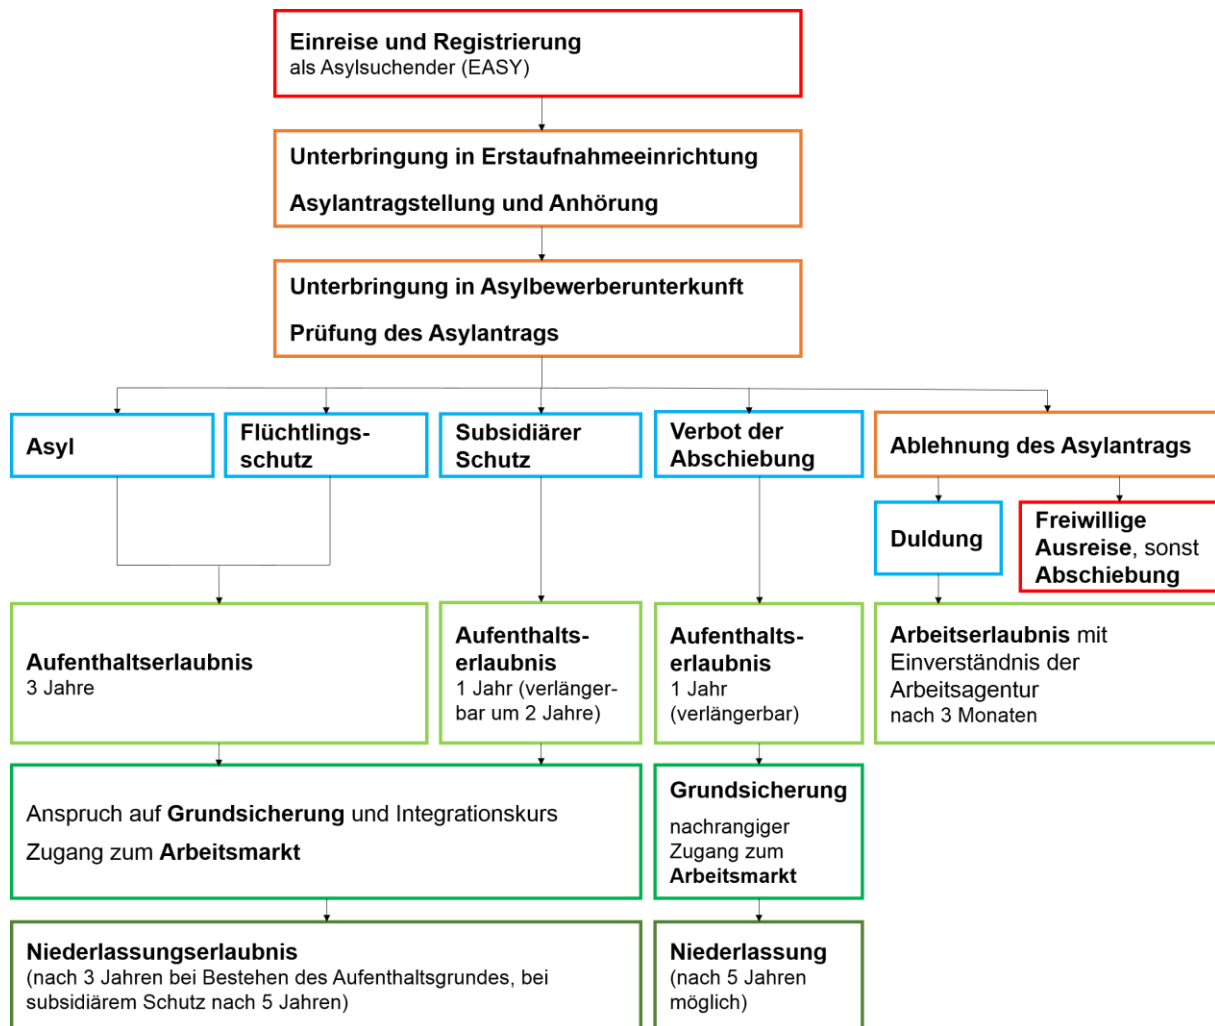 Einreise und Registrierung
als Asylsuchender (EASY)
Unterbringung in Erstaufnahmeeinrichtung
Asylantragstellung und Anhörung
Unterbringung in Asylbewerberunterkunft
Prüfung des Asylantrags
Asyl
Flüchtlings-
schutz
Subsidiärer
Schutz
Verbot der
Abschiebung
Ablehnung des Asylantrags
Duldung
Freiwillige
Ausreise, sonst
Abschiebung
Aufenthaltserlaubnis
3 Jahre
Aufenthalts-
erlaubnis
1 Jahr (verlänger-
bar um 2 Jahre)
Aufenthalts-
erlaubnis
1 Jahr
(verlängerbar)
Arbeitserlaubnis mit
Einverständnis der
Arbeitsagentur
nach 3 Monaten
Anspruch auf Grundsicherung und Integrationskurs
Zugang zum Arbeitsmarkt
Grundsicherung
nachrangiger
Zugang zum
Arbeitsmarkt
Niederlassungserlaubnis
(nach 3 Jahren bei Bestehen des Aufenthaltsgrundes, bei
subsidiärem Schutz nach 5 Jahren)
Niederlassung
(nach 5 Jahren
möglich)